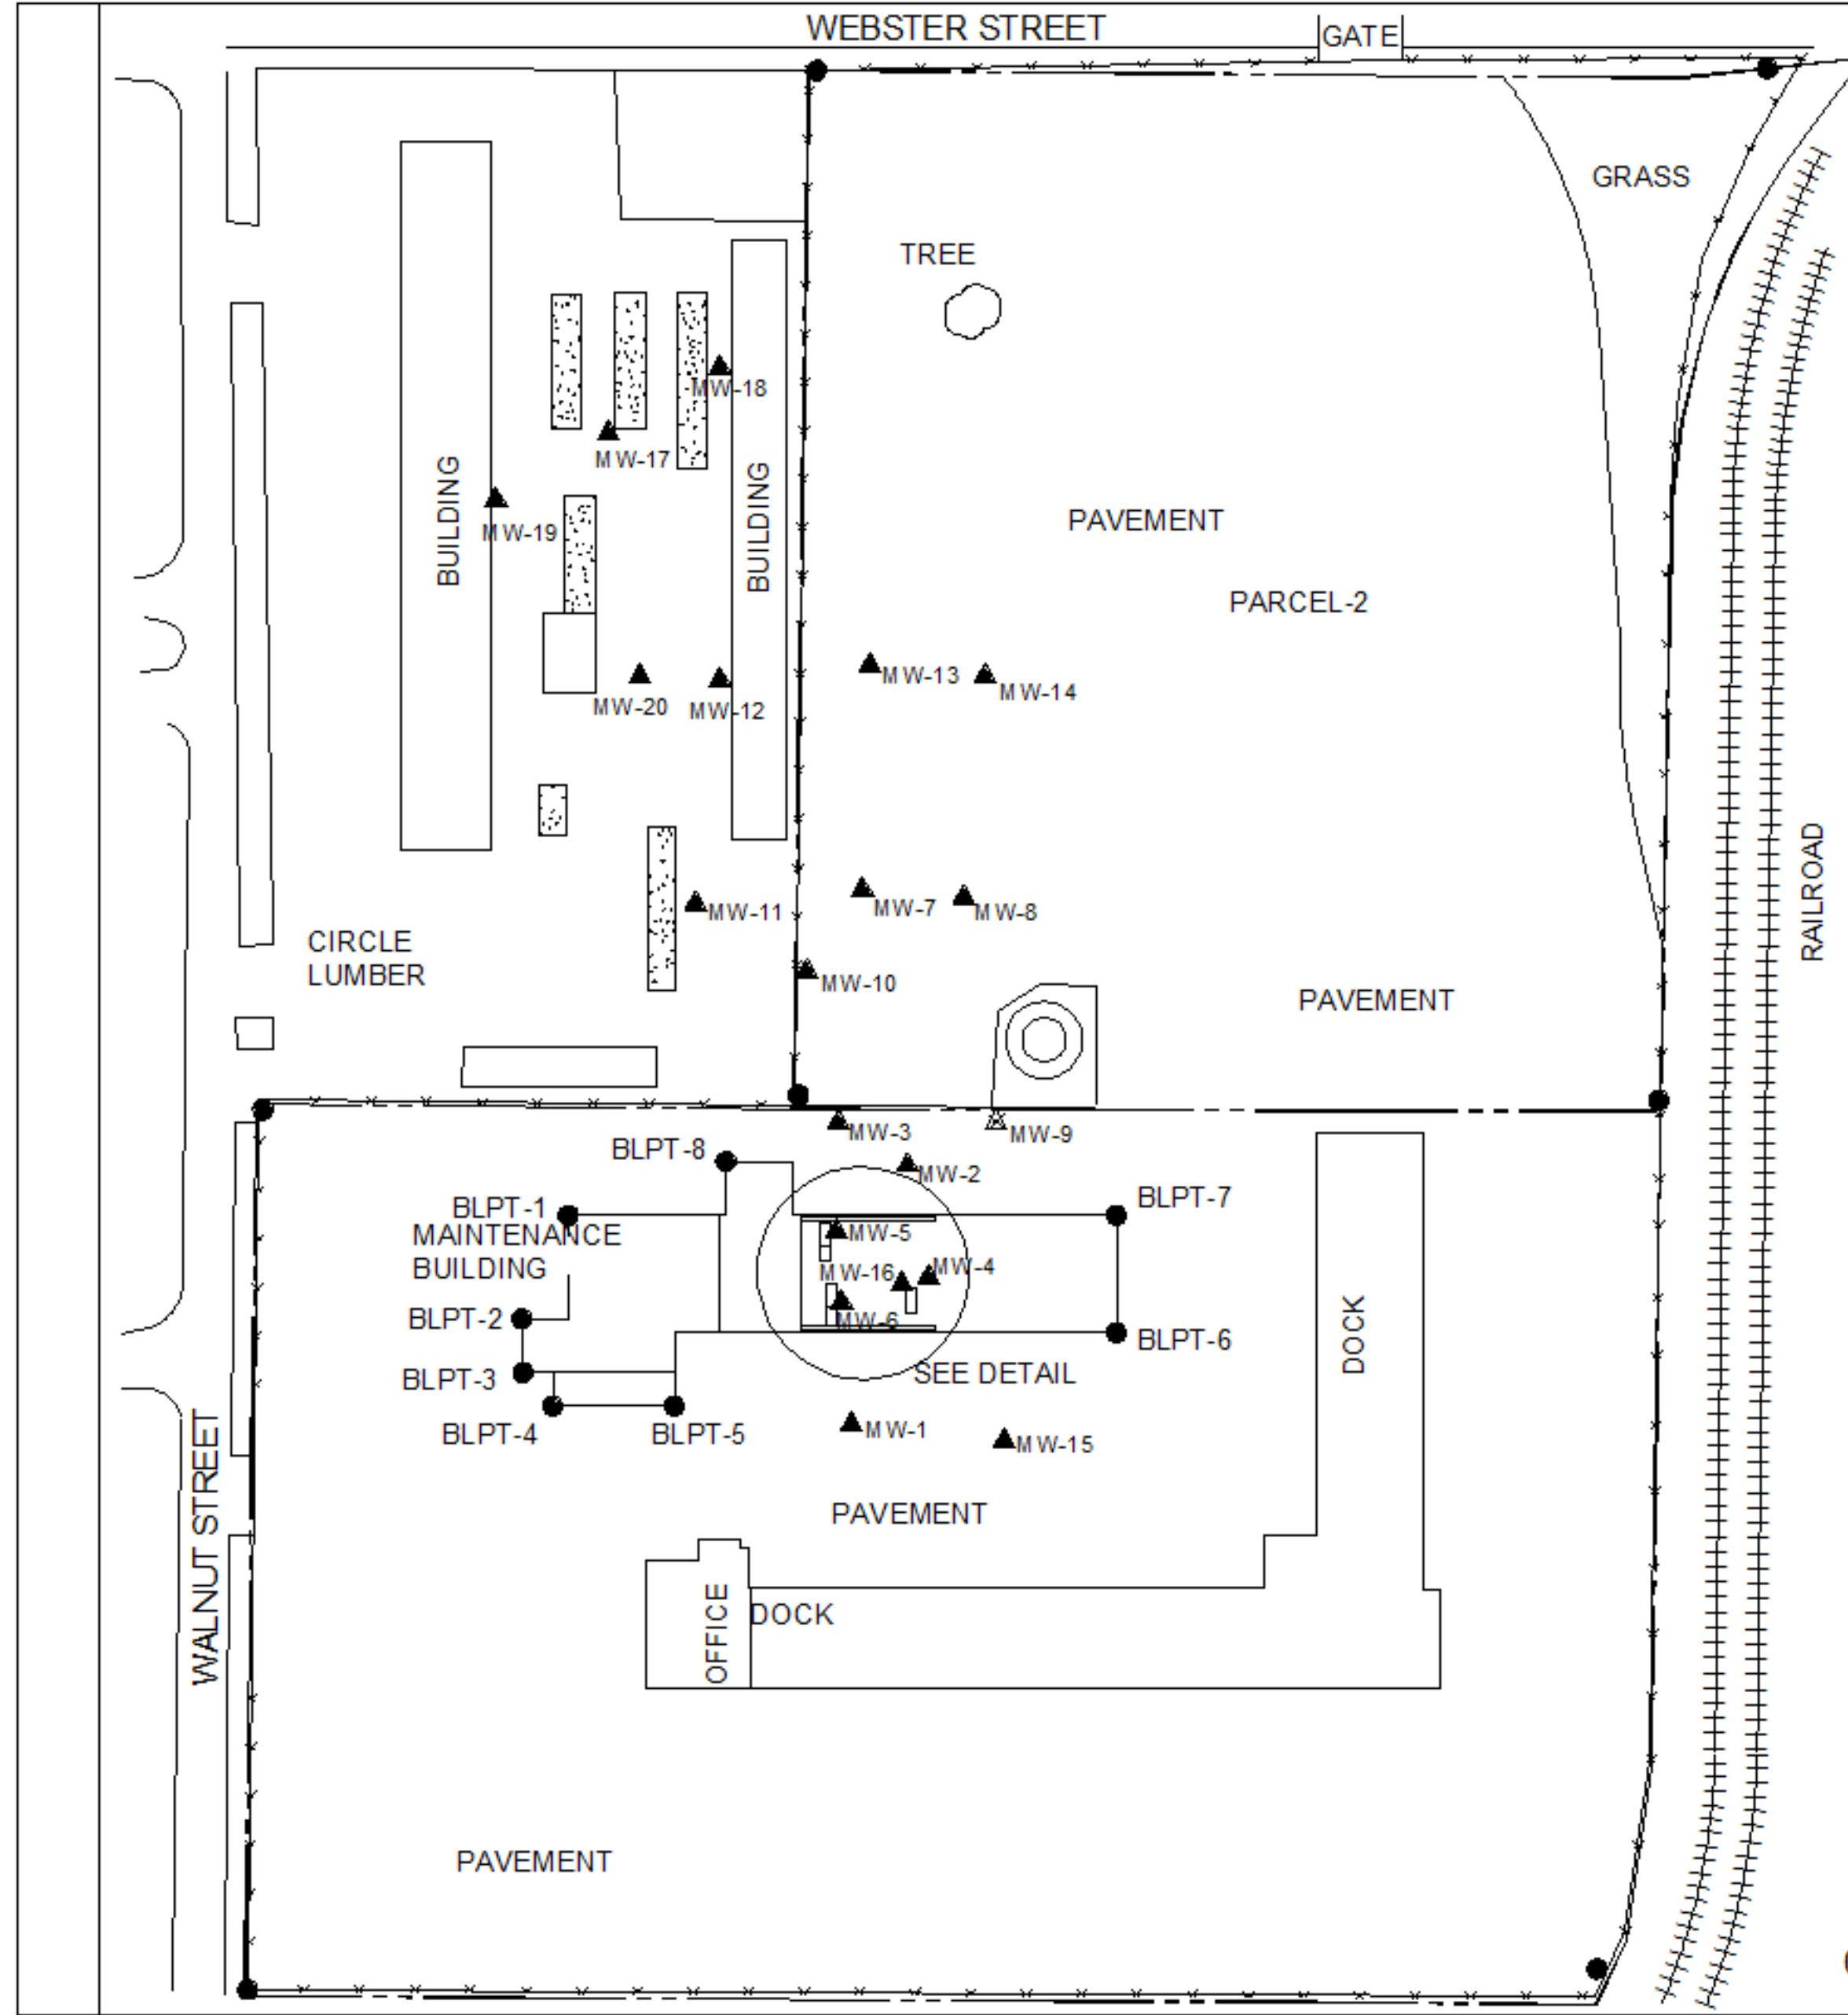 WEBSTER STREET
GATE
GRASS
TREE
MW-18
MW-17
BUILDING
BUILDING
PAVEMENT
MW-19
PARCEL-2
MW-13
MW-14
MW-20
MW-12
MW-7
MW-8
MW-11
RAILROAD
CIRCLE
LUMBER
MW-10
PAVEMENT
MW-3
MW-9
BLPT-8
MW-2
BLPT-1
BLPT-7
MAINTENANCE
BUILDING
MW-5
MW-16
MW-4
BLPT-2
MW-6
BLPT-6
DOCK
BLPT-3
SEE DETAIL
BLPT-4
BLPT-5
MW-1
MW-15
WALNUT STREET
PAVEMENT
OFFICE
DOCK
PAVEMENT